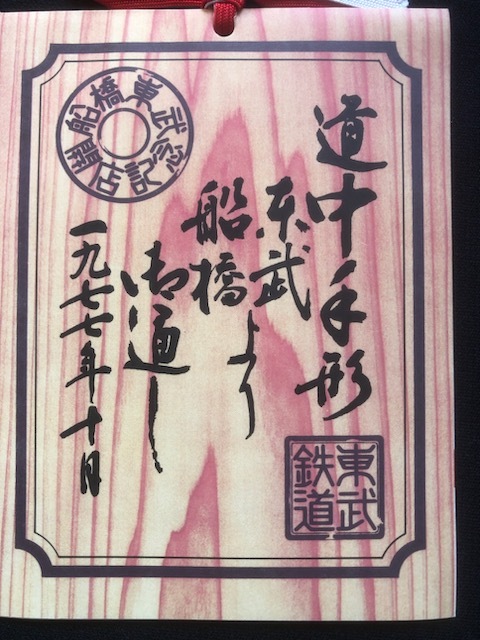 道中手形
東武
船橋より
御通し
一九七七年十月
船橋東武
開店記念
東武
鉄道